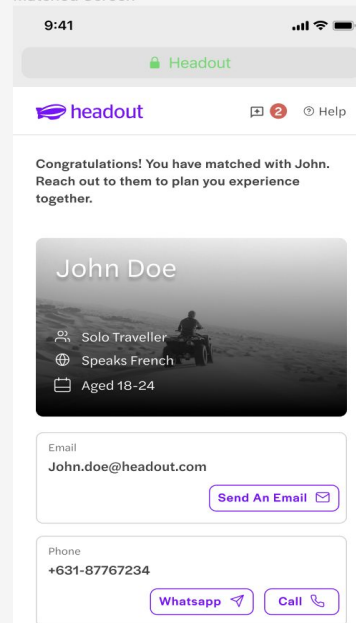 9:41
Headout
headout
2
Help
Congratulations! You have matched with John.
Reach out to them to plan you experience
together.
John Doe
Solo Traveller
Speaks French
Aged 18-24
Email
John.doe@headout.com
Send An Email
Phone
+631-87767234
Whatsapp
Call